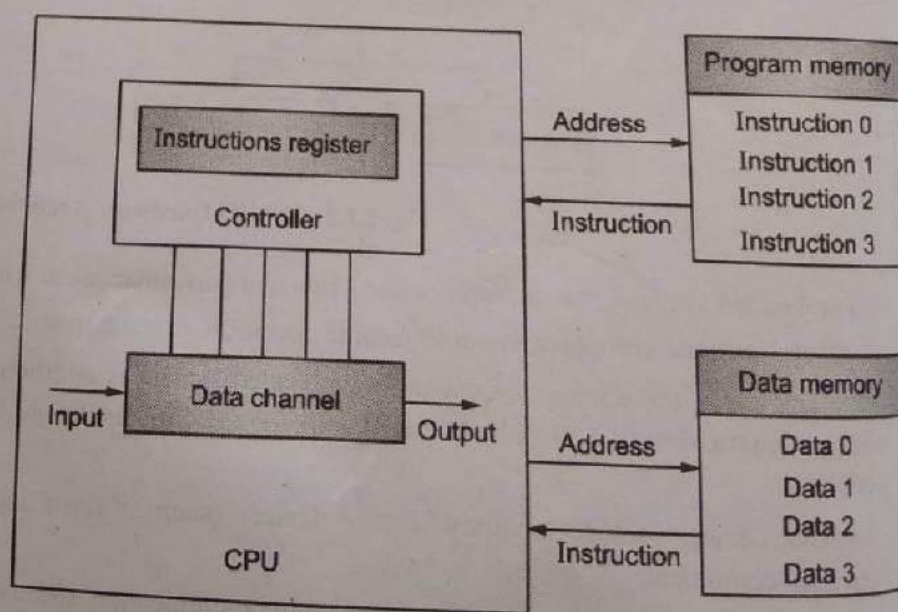 Instructions register
Controller
Input
Data channel
Output
CPU
Address
Instruction
Program memory
Instruction 0
Instruction 1
Instruction 2
Instruction 3
Address
Instruction
Data memory
Data 0
Data 1
Data 2
Data 3